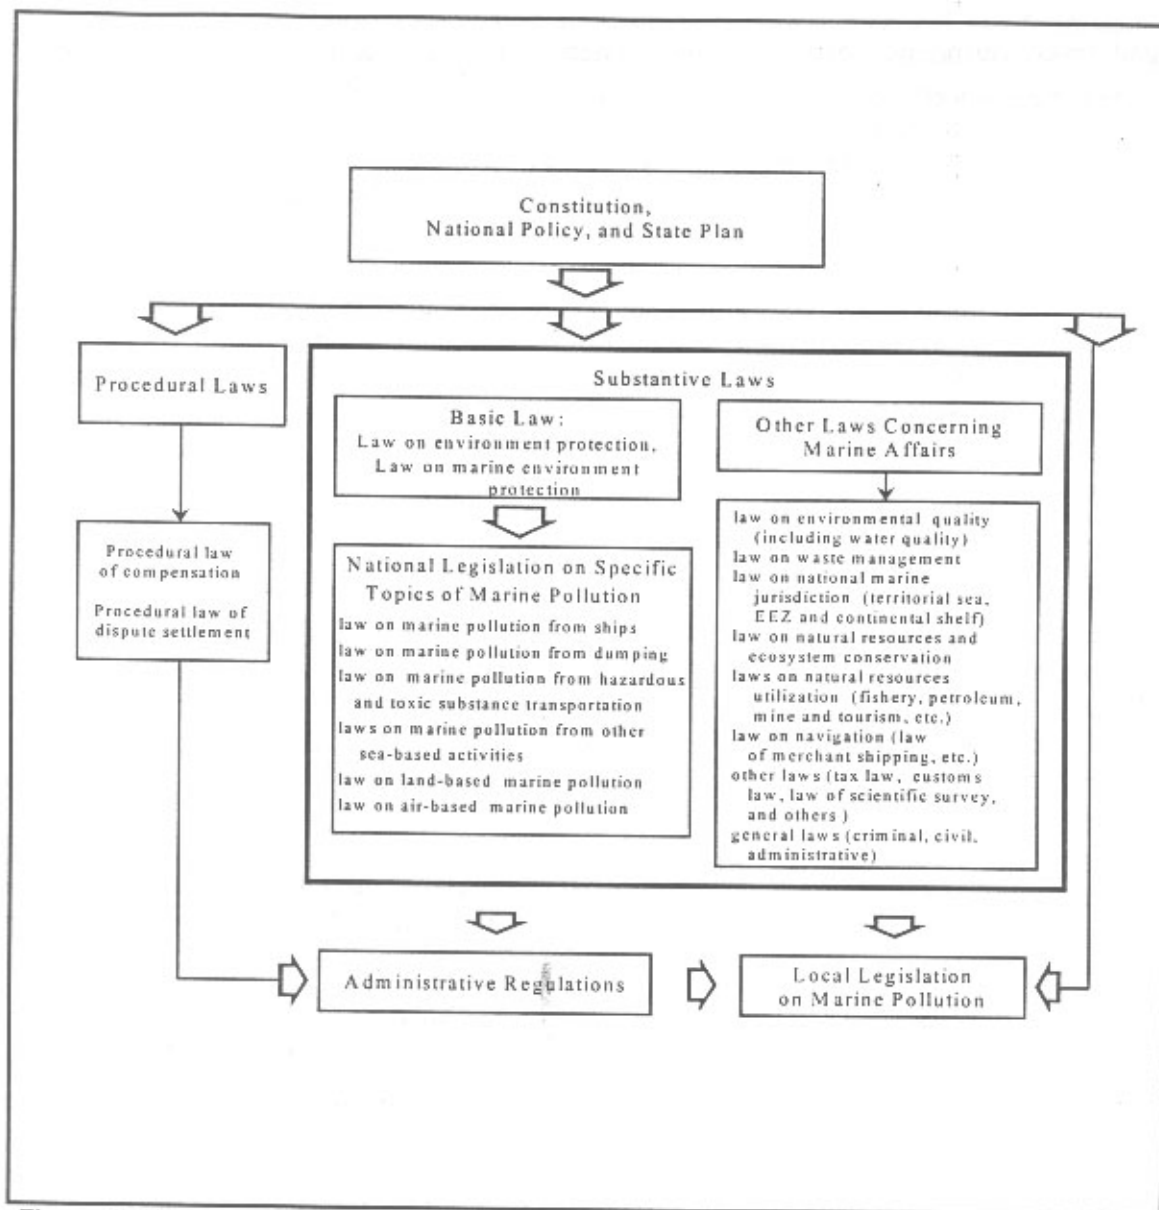 Constitution,
National Policy, and State Plan
Procedural Laws
Procedural law
of compensation
Procedural law of
dispute settlement
Substantive Laws
Basic Law:
Law on environment protection,
Law on marine environment
protection
National Legislation on Specific
Topics of Marine Pollution
law on marine pollution from ships
law on marine pollution from dumping
law on marine pollution from hazardous
and toxic substance transportation
laws on marine pollution from other
sea-based activities
law on land-based marine pollution
law on air-based marine pollution
Other Laws Concerning
Marine Affairs
law on environmental quality
(including water quality)
law on waste management
law on national marine
jurisdiction (territorial sea,
EEZ and continental shelf)
law on natural resources and
ecosystem conservation
laws on natural resources
utilization (fishery, petroleum,
mine and tourism, etc.)
law on navigation (law
of merchant shipping, etc.)
other laws (tax law, customs
law, law of scientific survey,
and others )
general laws (criminal, civil,
administrative)
Administrative Regulations
Local Legislation
on Marine Pollution